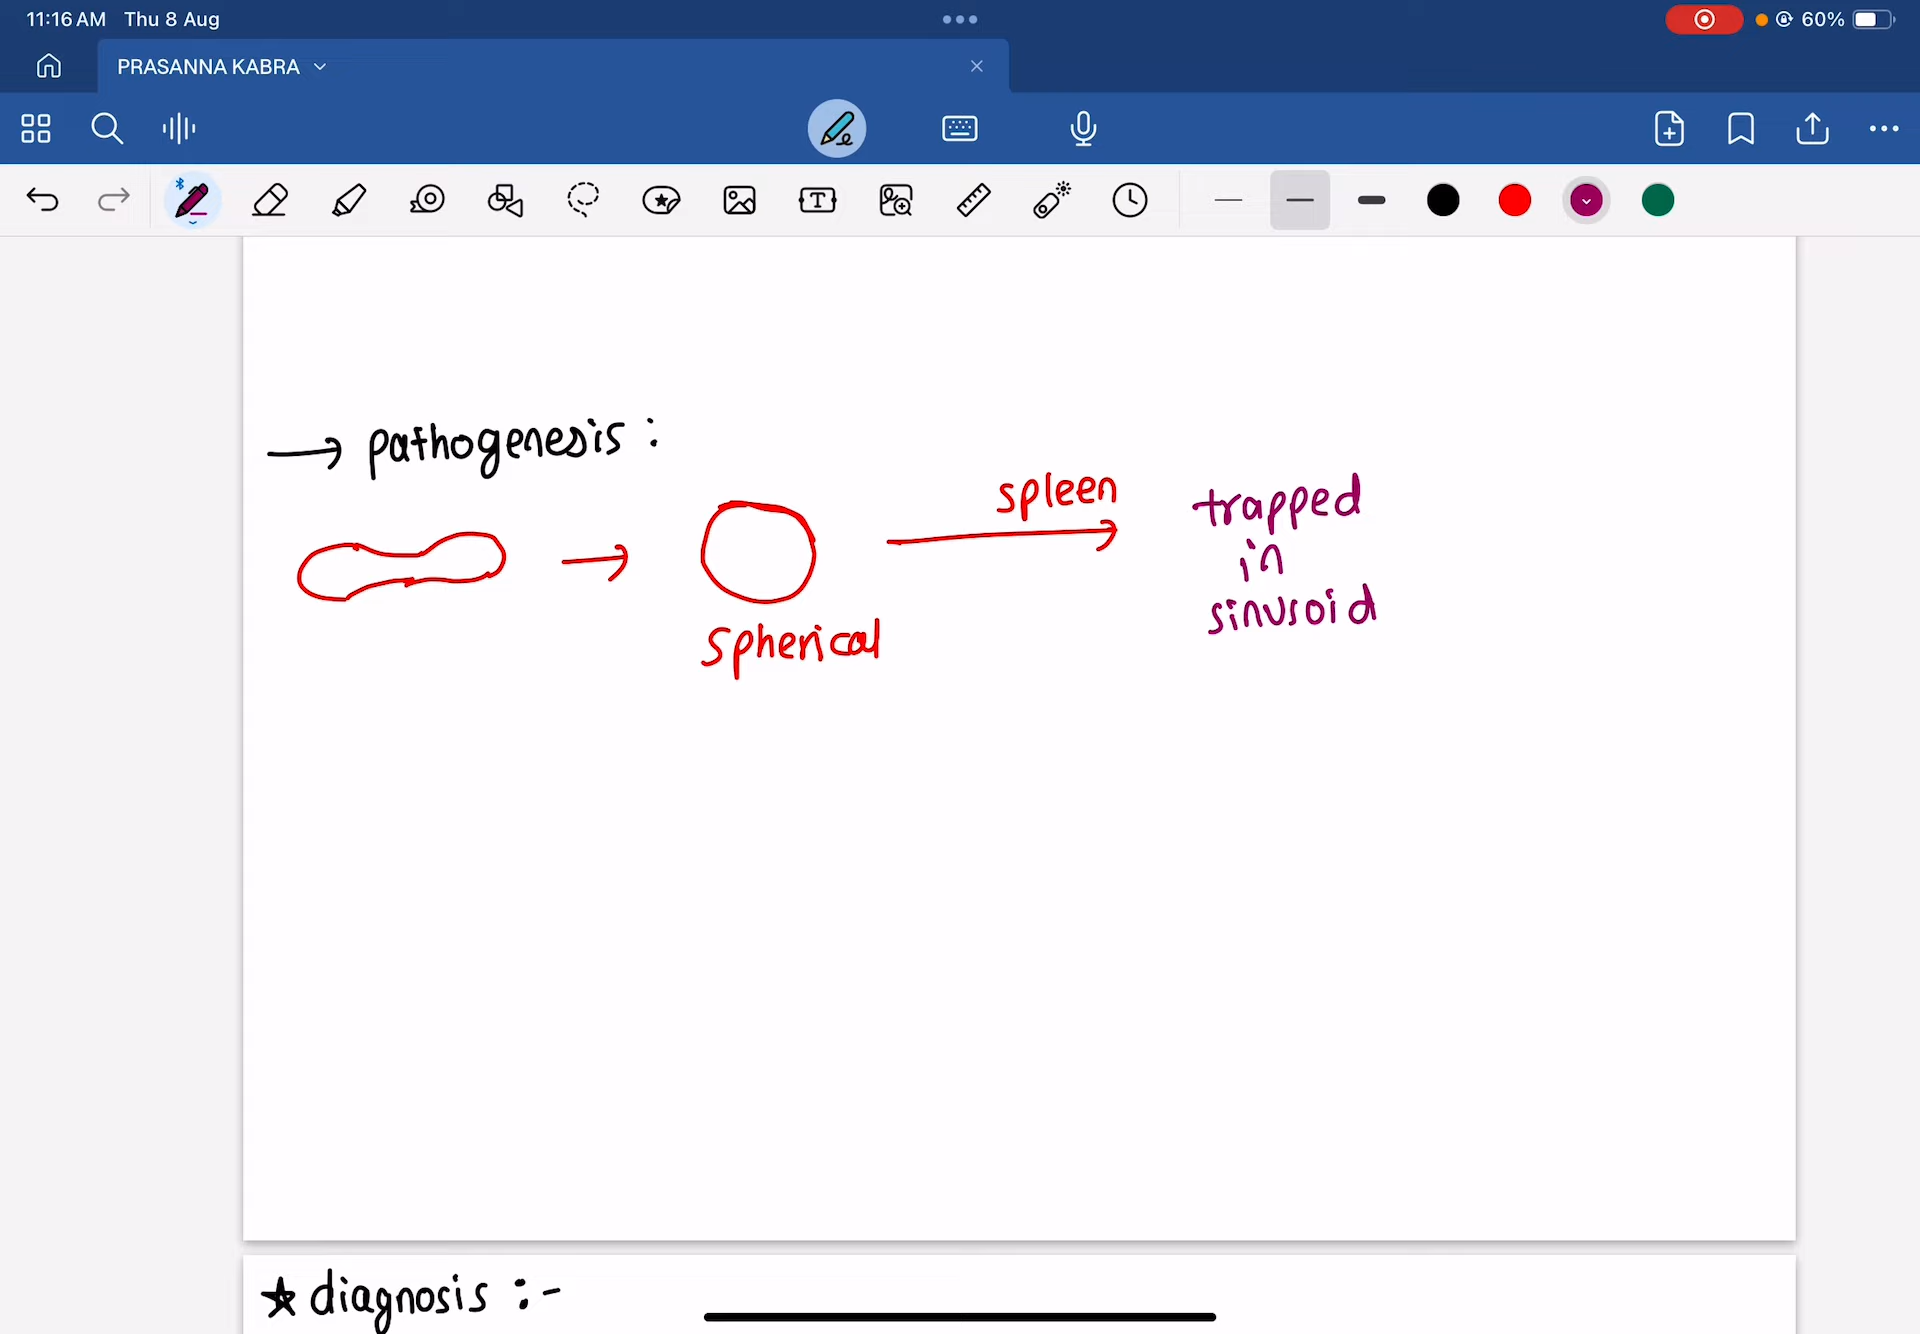 11:16 AM Thu 8 Aug
60%
PRASANNA KABRA
→ pathogenesis :
spleen
trapped
in
sinusoid
→
spherical
★ diagnosis :-